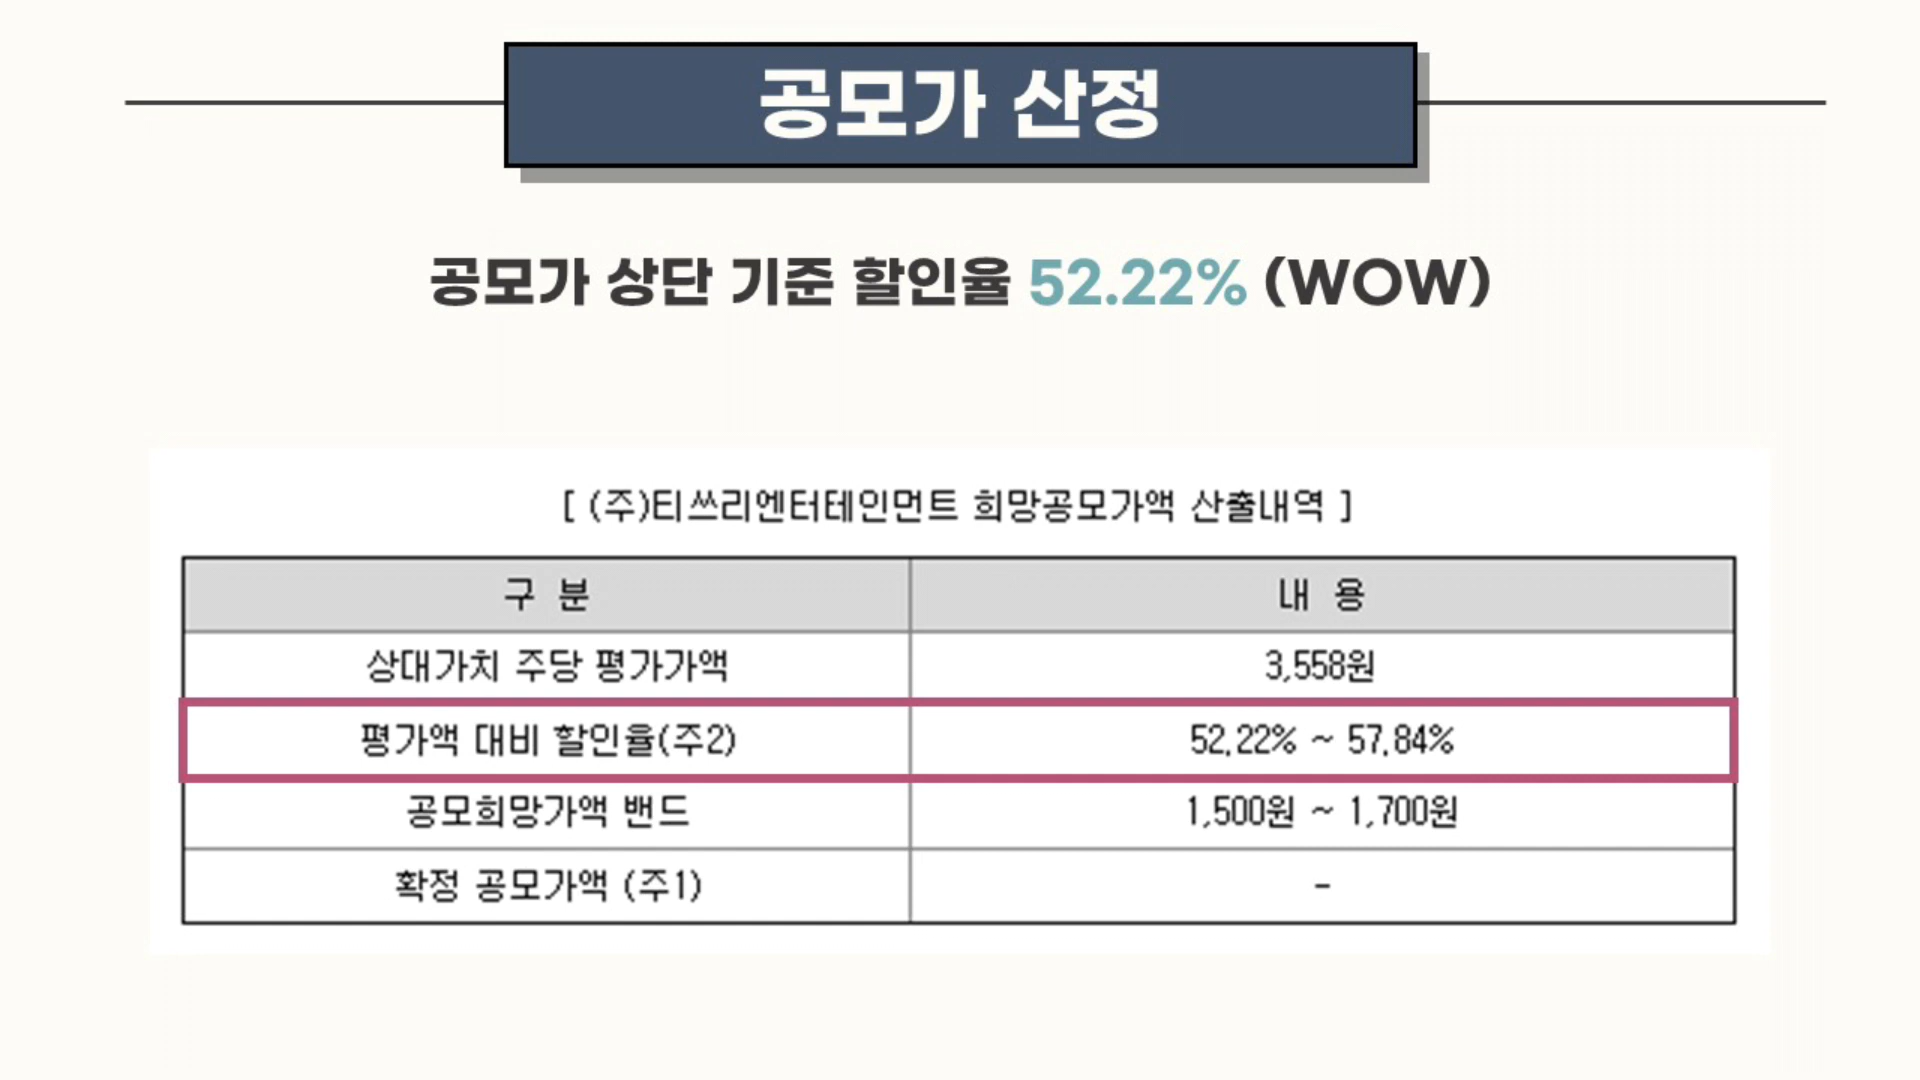 공모가 산정
공모가 상단 기준 할인율 52.22% (WOW)
[ (주)티쓰리엔터테인먼트 희망공모가액 산출내역 ]
구 분 내 용
상대가치 주당 평가가액 3,558원
평가액 대비 할인율(주2) 52.22% ~ 57.84%
공모희망가액 밴드 1,500원 ~ 1,700원
확정 공모가액 (주1) -